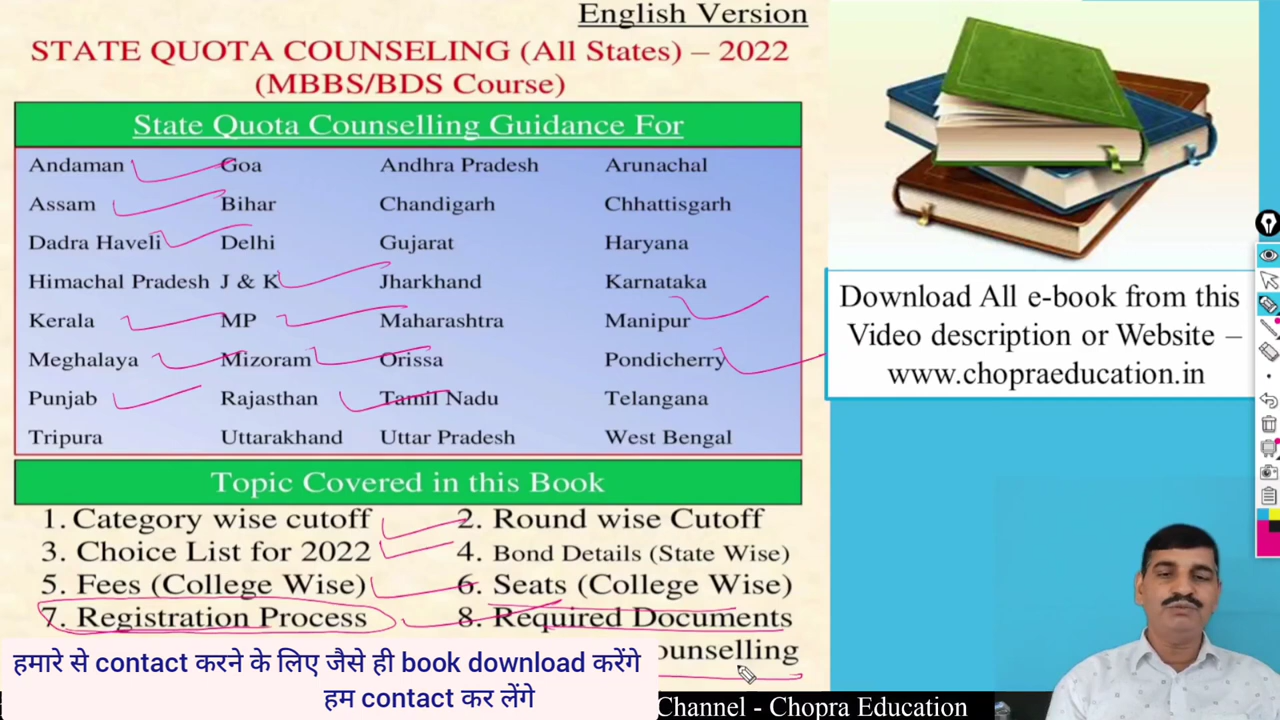 English Version
STATE QUOTA COUNSELING (All States) – 2022
(MBBS/BDS Course)
State Quota Counselling Guidance For
Andaman Goa Andhra Pradesh Arunachal
Assam Bihar Chandigarh Chhattisgarh
Dadra Haveli Delhi Gujarat Haryana
Himachal Pradesh J & K Jharkhand Karnataka
Kerala MP Maharashtra Manipur
Meghalaya Mizoram Orissa Pondicherry
Punjab Rajasthan Tamil Nadu Telangana
Tripura Uttarakhand Uttar Pradesh West Bengal
Topic Covered in this Book
1. Category wise cutoff 2. Round wise Cutoff
3. Choice List for 2022 4. Bond Details (State Wise)
5. Fees (College Wise) 6. Seats (College Wise)
7. Registration Process 8. Required Documents
ounselling
हमारे से contact करने के लिए जैसे ही book download करेंगे
हम contact कर लेंगे
Channel - Chopra Education
Download All e-book from this
Video description or Website –
www.chopraeducation.in